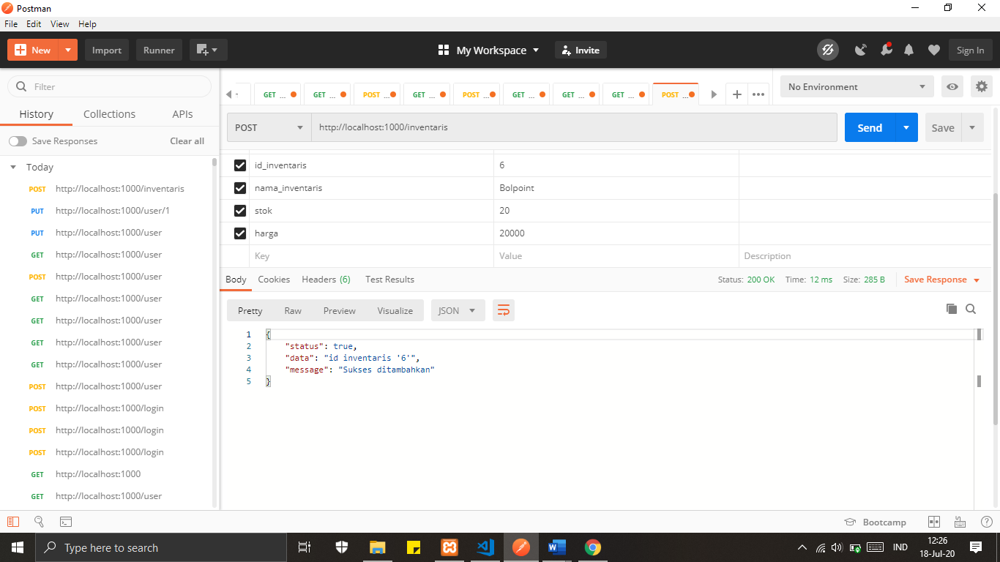 Postman
File Edit View Help
New Import Runner My Workspace Invite Sign In
Filter
History Collections APIs
Save Responses Clear all
Today
POST http://localhost:1000/inventaris
PUT http://localhost:1000/user/1
PUT http://localhost:1000/user
GET http://localhost:1000/user
POST http://localhost:1000/user
GET http://localhost:1000/user
GET http://localhost:1000/user
GET http://localhost:1000/user
GET http://localhost:1000/user
POST http://localhost:1000/user
POST http://localhost:1000/login
POST http://localhost:1000/login
POST http://localhost:1000/login
GET http://localhost:1000
GET http://localhost:1000/user
GET ... GET ... POST ... GET ... POST ... GET ... GET ... GET ... POST ...
No Environment
POST http://localhost:1000/inventaris Send Save
id_inventaris 6
nama_inventaris Bolpoint
stok 20
harga 20000
Key Value Description
Body Cookies Headers (6) Test Results Status: 200 OK Time: 12 ms Size: 285 B Save Response
Pretty Raw Preview Visualize JSON
1 {
2 "status": true,
3 "data": "id inventaris '6'",
4 "message": "Sukses ditambahkan"
5 }
Bootcamp
Type here to search
IND
12:26
18-Jul-20